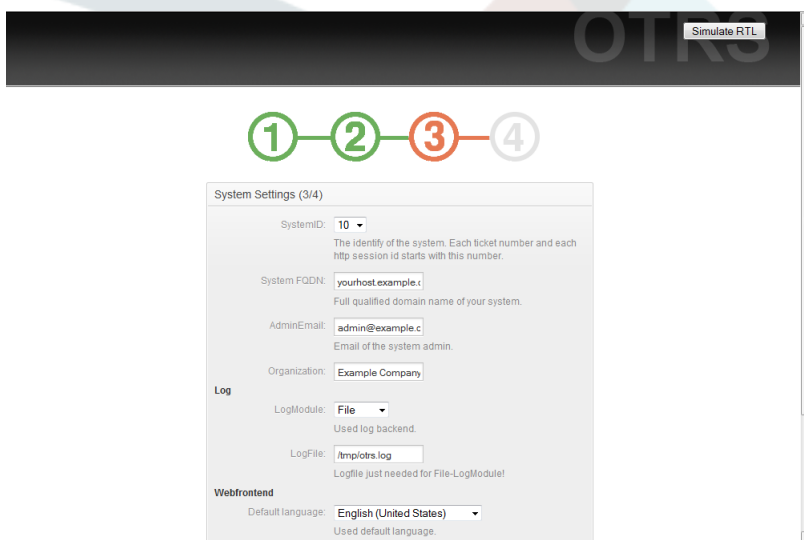 OTRS
Simulate RTL
1 2 3 4
System Settings (3/4)
SystemID: 10
The identify of the system. Each ticket number and each
http session id starts with this number.
System FQDN: yourhost.example.c
Full qualified domain name of your system.
AdminEmail: admin@example.c
Email of the system admin.
Organization: Example Company
Log
LogModule: File
Used log backend.
LogFile: /tmp/otrs.log
Logfile just needed for File-LogModule!
Webfrontend
Default language: English (United States)
Used default language.